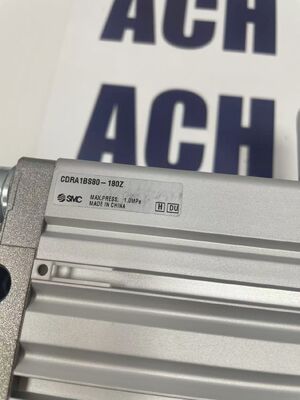 ACH
ACH
CDRA1BS80-180Z
SMC
MAX.PRESS. 1.0MPa
MADE IN CHINA
H DU